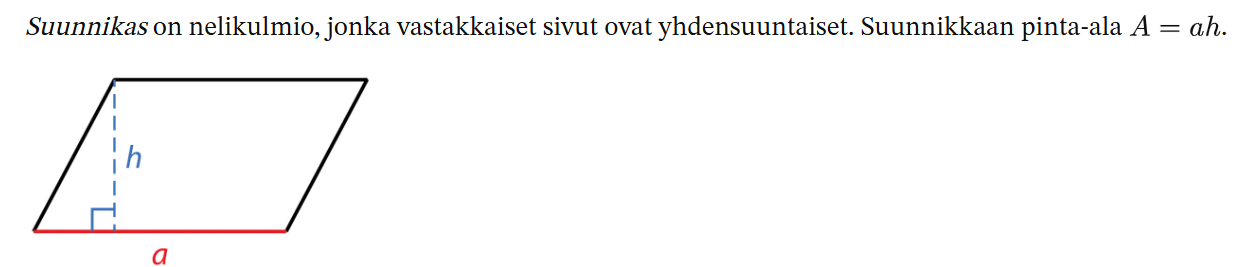 Suunnikas on nelikulmio, jonka vastakkaiset sivut ovat yhdensuuntaiset. Suunnikkaan pinta-ala A = ah.
h
a